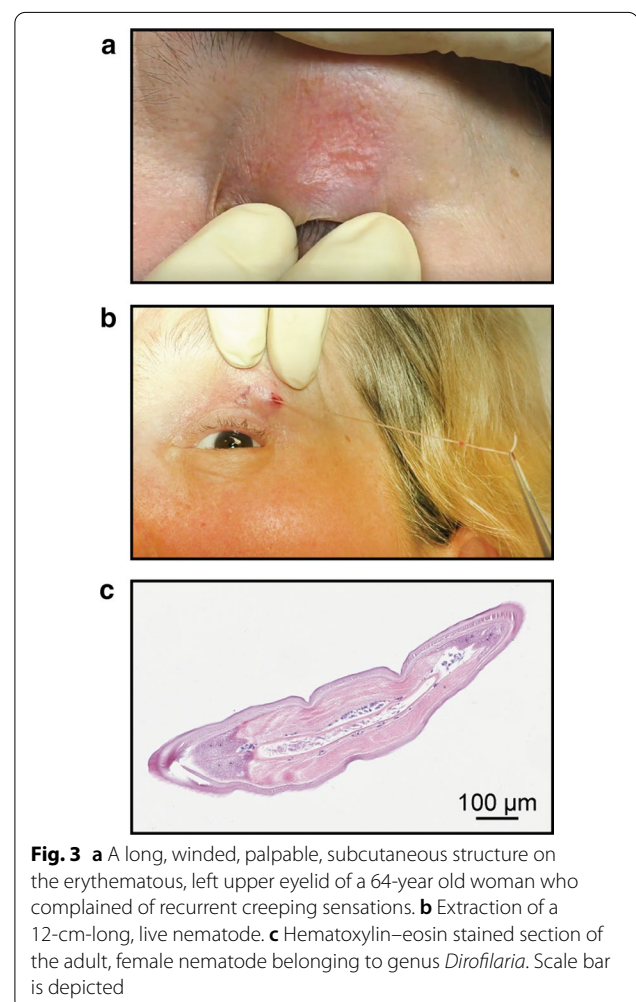 a
b
c
100 µm
Fig. 3 a A long, winded, palpable, subcutaneous structure on
the erythematous, left upper eyelid of a 64-year old woman who
complained of recurrent creeping sensations. b Extraction of a
12-cm-long, live nematode. c Hematoxylin–eosin stained section of
the adult, female nematode belonging to genus Dirofilaria. Scale bar
is depicted